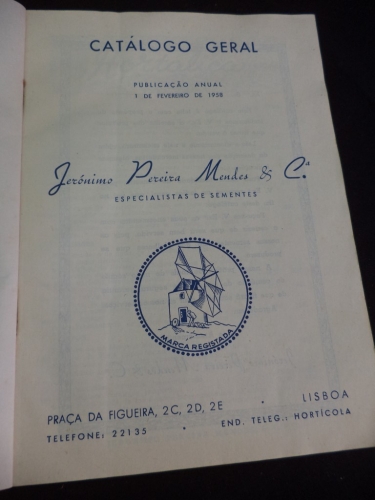 CATÁLOGO GERAL
PUBLICAÇÃO ANUAL
1 DE FEVEREIRO DE 1958
Jerónimo Pereira Mendes & C.ª
ESPECIALISTAS DE SEMENTES
MARCA REGISTADA
PRAÇA DA FIGUEIRA, 2C, 2D, 2E • LISBOA
TELEFONE: 22135 • END. TELEG.: HORTÍCOLA